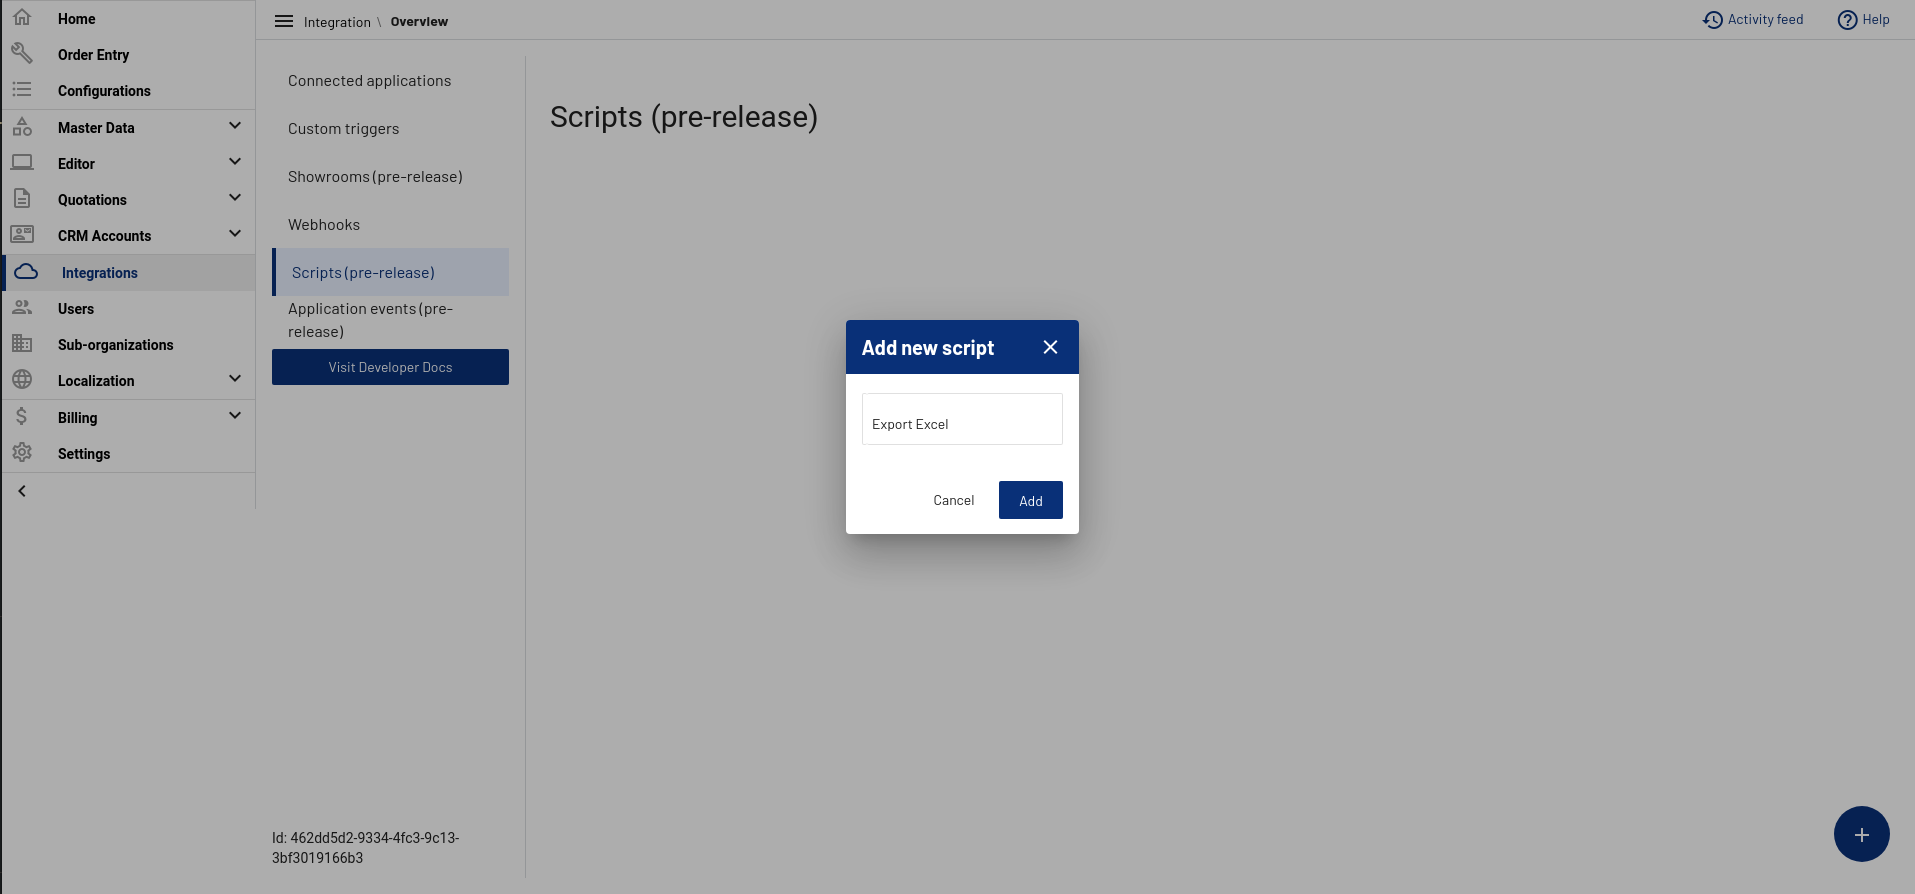 Home
Order Entry
Configurations
Master Data
Editor
Quotations
CRM Accounts
Integrations
Users
Sub-organizations
Localization
Billing
Settings
Integration \ Overview
Activity feed
Help
Connected applications
Custom triggers
Showrooms (pre-release)
Webhooks
Scripts (pre-release)
Application events (pre-
release)
Visit Developer Docs
Id: 462dd5d2-9334-4fc3-9c13-
3bf3019166b3
Scripts (pre-release)
Add new script
Export Excel
Cancel
Add